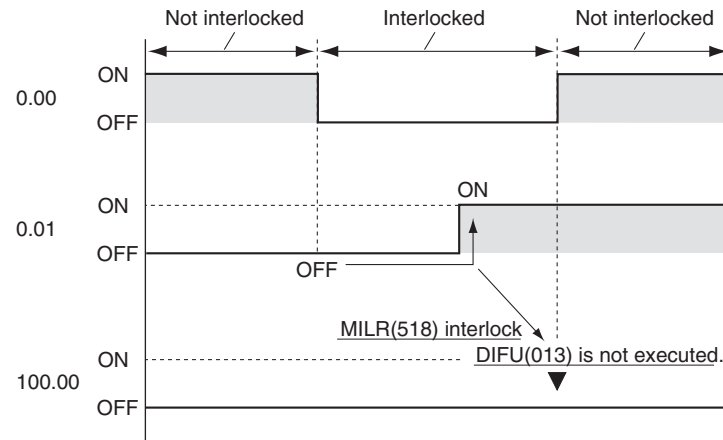 Not interlocked Interlocked Not interlocked
ON
0.00
OFF
ON
ON
0.01
OFF
OFF
MILR(518) interlock
DIFU(013) is not executed.
ON
100.00
OFF